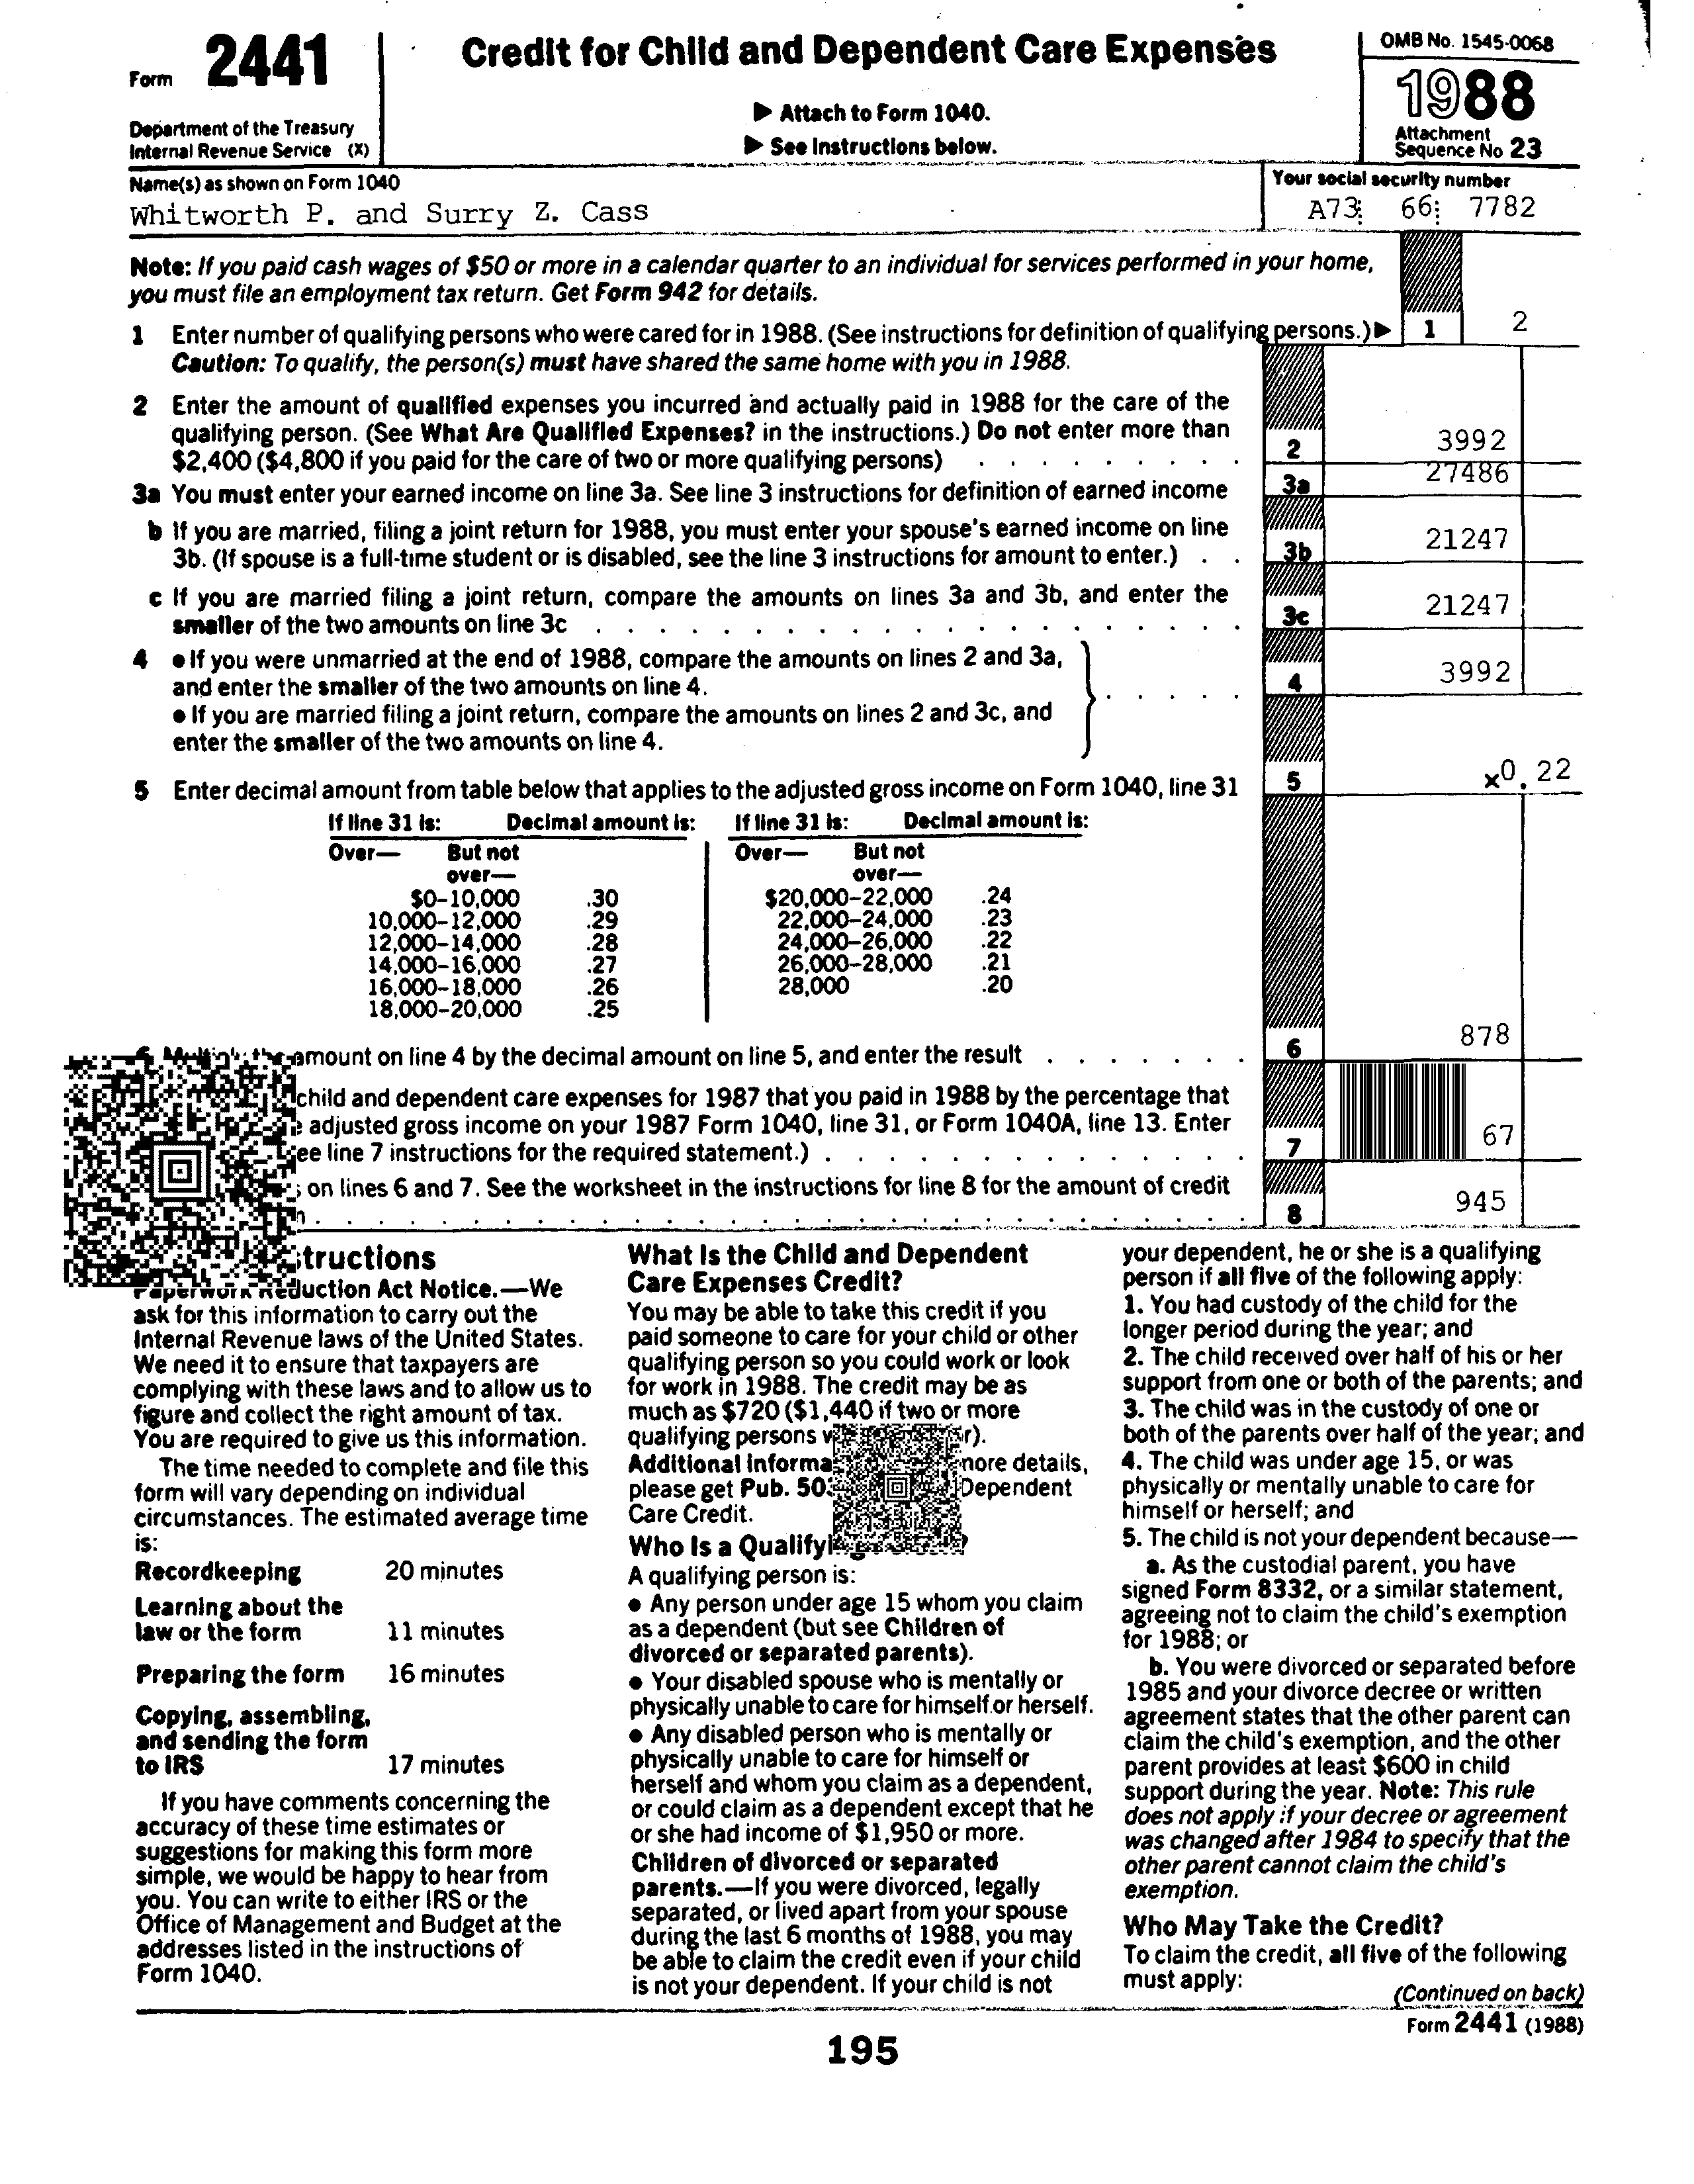 Form 2441
Department of the Treasury
Internal Revenue Service (X)
Credit for Child and Dependent Care Expenses
▶ Attach to Form 1040.
▶ See Instructions below.
OMB No. 1545-0068
1988
Attachment
Sequence No 23
Name(s) as shown on Form 1040
Whitworth P. and Surry Z. Cass
Your social security number
A73 66 7782
Note: If you paid cash wages of $50 or more in a calendar quarter to an individual for services performed in your home,
you must file an employment tax return. Get Form 942 for details.
1 Enter number of qualifying persons who were cared for in 1988. (See instructions for definition of qualifying persons.) ▶ 1 2
Caution: To qualify, the person(s) must have shared the same home with you in 1988.
2 Enter the amount of qualified expenses you incurred and actually paid in 1988 for the care of the
qualifying person. (See What Are Qualified Expenses? in the instructions.) Do not enter more than
$2,400 ($4,800 if you paid for the care of two or more qualifying persons) . . . . . . . . . 2 3992
3a You must enter your earned income on line 3a. See line 3 instructions for definition of earned income 3a 27486
b If you are married, filing a joint return for 1988, you must enter your spouse's earned income on line
3b. (If spouse is a full-time student or is disabled, see the line 3 instructions for amount to enter.) . . 3b 21247
c If you are married filing a joint return, compare the amounts on lines 3a and 3b, and enter the
smaller of the two amounts on line 3c . . . . . . . . . . . . . . . . . . 3c 21247
4 ● If you were unmarried at the end of 1988, compare the amounts on lines 2 and 3a,
and enter the smaller of the two amounts on line 4.
● If you are married filing a joint return, compare the amounts on lines 2 and 3c, and
enter the smaller of the two amounts on line 4.
. . . . . 4 3992
5 Enter decimal amount from table below that applies to the adjusted gross income on Form 1040, line 31 5 ×0.22
If line 31 is: Decimal amount is: If line 31 is: Decimal amount is:
Over— But not over— Over— But not over—
$0–10,000 .30 $20,000–22,000 .24
10,000–12,000 .29 22,000–24,000 .23
12,000–14,000 .28 24,000–26,000 .22
14,000–16,000 .27 26,000–28,000 .21
16,000–18,000 .26 28,000 .20
18,000–20,000 .25
amount on line 4 by the decimal amount on line 5, and enter the result . . . . . . . 6 878
child and dependent care expenses for 1987 that you paid in 1988 by the percentage that
adjusted gross income on your 1987 Form 1040, line 31, or Form 1040A, line 13. Enter
line 7 instructions for the required statement.) . . . . . . . . . . . . . . 7 67
on lines 6 and 7. See the worksheet in the instructions for line 8 for the amount of credit
. . . . . . . . . . . . . . . . . . . . . . . . . . 8 945
Reduction Act Notice.—We
ask for this information to carry out the
Internal Revenue laws of the United States.
We need it to ensure that taxpayers are
complying with these laws and to allow us to
figure and collect the right amount of tax.
You are required to give us this information.
The time needed to complete and file this
form will vary depending on individual
circumstances. The estimated average time
is:
Recordkeeping 20 minutes
Learning about the
law or the form 11 minutes
Preparing the form 16 minutes
Copying, assembling,
and sending the form
to IRS 17 minutes
If you have comments concerning the
accuracy of these time estimates or
suggestions for making this form more
simple, we would be happy to hear from
you. You can write to either IRS or the
Office of Management and Budget at the
addresses listed in the instructions of
Form 1040.
What Is the Child and Dependent
Care Expenses Credit?
You may be able to take this credit if you
paid someone to care for your child or other
qualifying person so you could work or look
for work in 1988. The credit may be as
much as $720 ($1,440 if two or more
qualifying persons
Additional more details,
please get Pub. Dependent
Care Credit.
Who Is a
A qualifying person is:
● Any person under age 15 whom you claim
as a dependent (but see Children of
divorced or separated parents).
● Your disabled spouse who is mentally or
physically unable to care for himself or herself.
● Any disabled person who is mentally or
physically unable to care for himself or
herself and whom you claim as a dependent,
or could claim as a dependent except that he
or she had income of $1,950 or more.
Children of divorced or separated
parents.—If you were divorced, legally
separated, or lived apart from your spouse
during the last 6 months of 1988, you may
be able to claim the credit even if your child
is not your dependent. If your child is not
your dependent, he or she is a qualifying
person if all five of the following apply:
1. You had custody of the child for the
longer period during the year; and
2. The child received over half of his or her
support from one or both of the parents; and
3. The child was in the custody of one or
both of the parents over half of the year; and
4. The child was under age 15, or was
physically or mentally unable to care for
himself or herself; and
5. The child is not your dependent because—
a. As the custodial parent, you have
signed Form 8332, or a similar statement,
agreeing not to claim the child's exemption
for 1988; or
b. You were divorced or separated before
1985 and your divorce decree or written
agreement states that the other parent can
claim the child's exemption, and the other
parent provides at least $600 in child
support during the year. Note: This rule
does not apply if your decree or agreement
was changed after 1984 to specify that the
other parent cannot claim the child's
exemption.
Who May Take the Credit?
To claim the credit, all five of the following
must apply:
(Continued on back)
Form 2441 (1988)
195